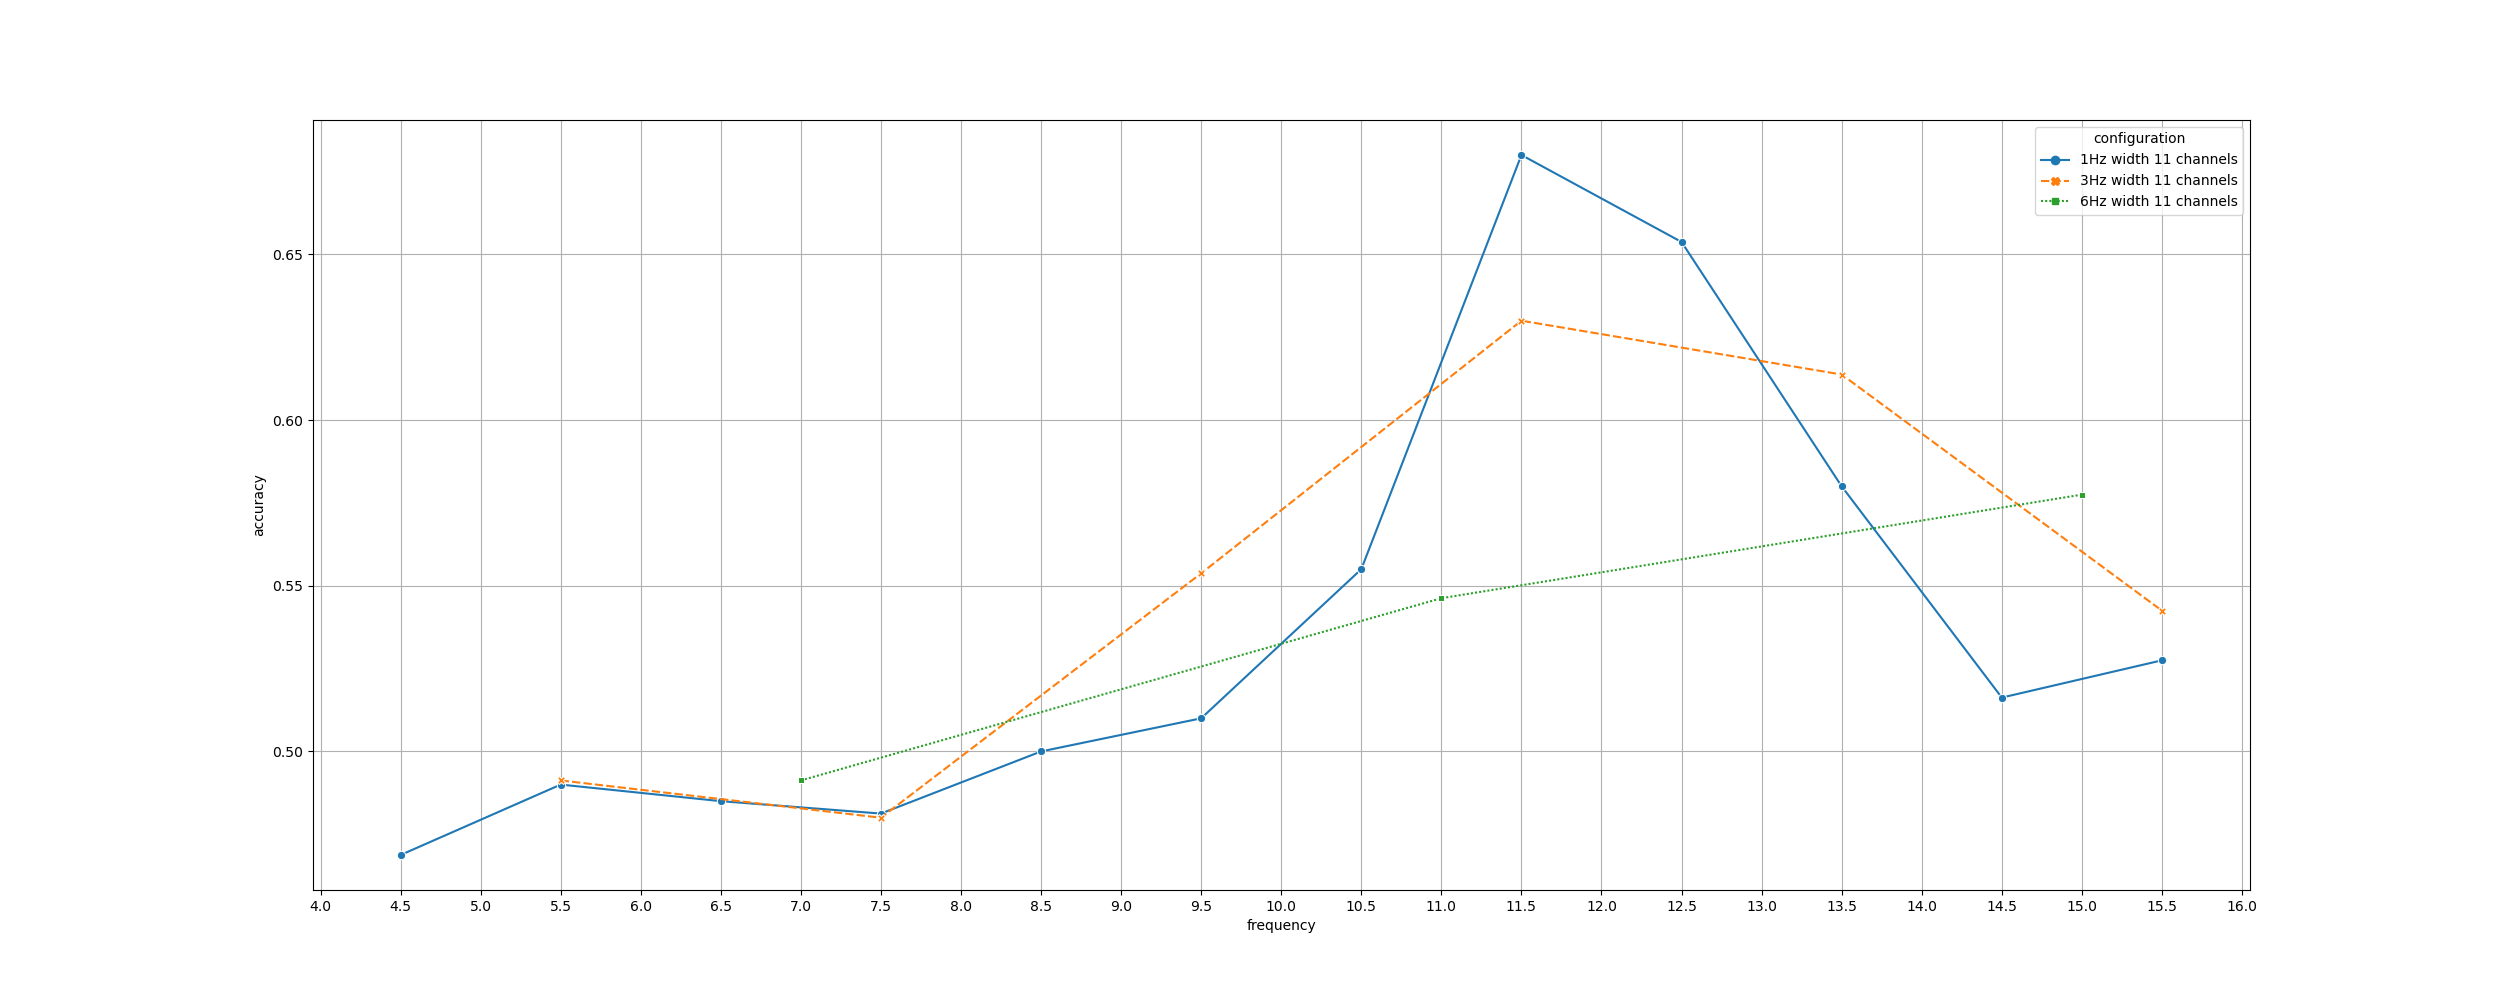 configuration
1Hz width 11 channels
3Hz width 11 channels
6Hz width 11 channels
0.65
0.60
0.55
0.50
accuracy
4.0 4.5 5.0 5.5 6.0 6.5 7.0 7.5 8.0 8.5 9.0 9.5 10.0 10.5 11.0 11.5 12.0 12.5 13.0 13.5 14.0 14.5 15.0 15.5 16.0
frequency